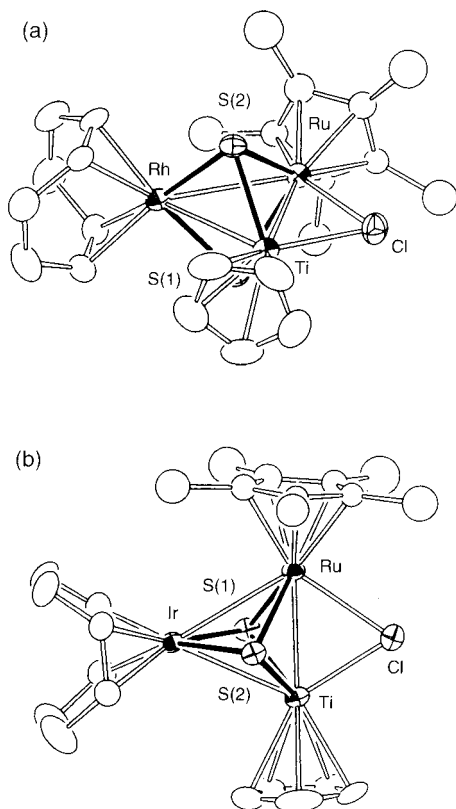 (a)
S(2)
Ru
Rh
Cl
S(1)
Ti
(b)
Ru
S(1)
Ir
Cl
S(2)
Ti